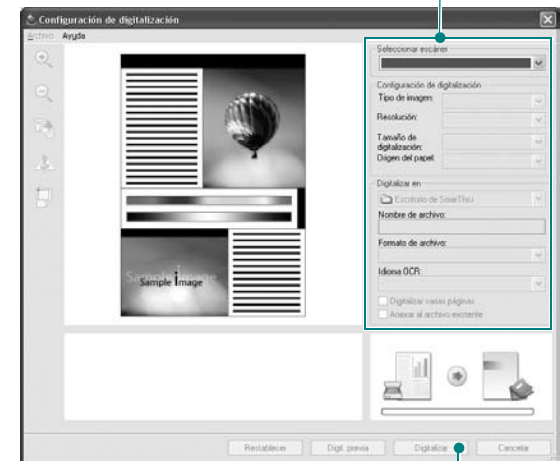 Configuración de digitalización
Archivo Ayuda
Seleccionar escáner
Configuración de digitalización
Tipo de imagen:
Resolución:
Tamaño de
digitalización:
Origen del papel:
Digitalizar en
Escritorio de SmarThru
Nombre de archivo:
Formato de archivo:
Idioma OCR:
Digitalizar varias páginas
Anexar al archivo existente
Sample Image
Sample Image
Restablecer
Digit. previa
Digitalizar
Cancelar